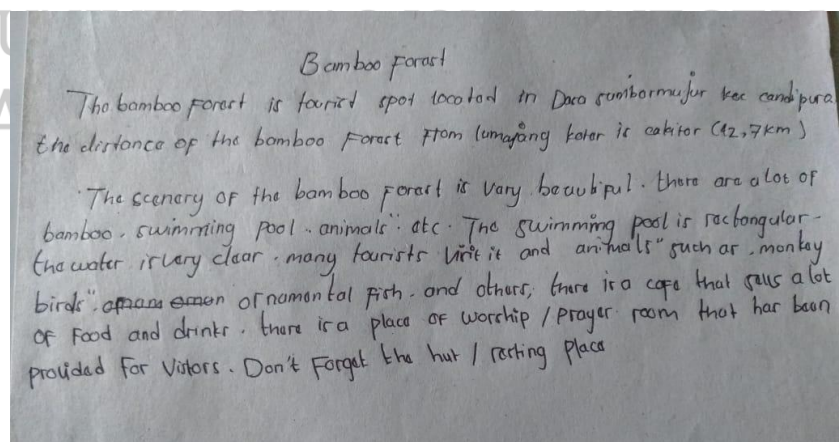 Bamboo Forest
The bamboo Forest is tourist spot located in Desa sumbermujur kec candipura
the distance of the bamboo Forest From lumajang is (12,7km)
The scenery of the bamboo Forest is very beautiful. there are a lot of
bamboo. swimming pool. animals" etc. The swimming pool is rectangular.
the water is very clear. many tourists visit it and animals" such as. monkey
birds". ornamental Fish. and others, there is a cafe that sells a lot
of Food and drinks. there is a place of worship / prayer room that has been
provided For Vistors. Don't Forget the hut / resting place